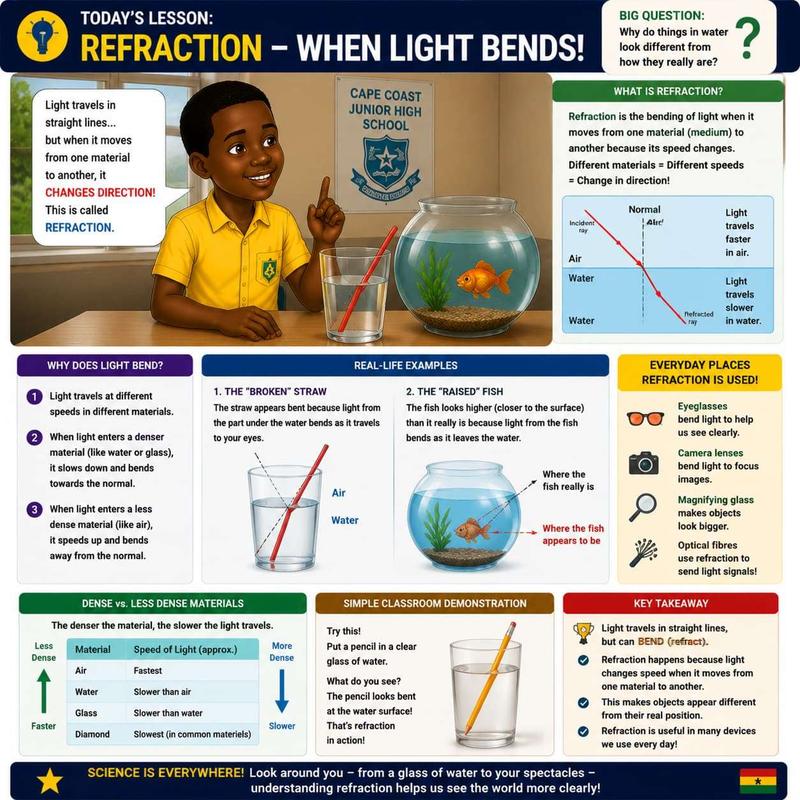 TODAY'S LESSON:
REFRACTION – WHEN LIGHT BENDS!
BIG QUESTION:
Why do things in water
look different from
how they really are?
?
Light travels in
straight lines...
but when it moves
from one material
to another, it
CHANGES DIRECTION!
This is called
REFRACTION.
CAPE COAST
JUNIOR HIGH
SCHOOL
WHAT IS REFRACTION?
Refraction is the bending of light when it
moves from one material (medium) to
another because its speed changes.
Different materials = Different speeds
= Change in direction!
Normal
Incident
ray
Air
Light
travels
faster
in air.
Air
Water
Light
travels
slower
in water.
Water
Refracted
ray
WHY DOES LIGHT BEND?
1 Light travels at different
speeds in different materials.
2 When light enters a denser
material (like water or glass),
it slows down and bends
towards the normal.
3 When light enters a less
dense material (like air),
it speeds up and bends
away from the normal.
REAL-LIFE EXAMPLES
1. THE "BROKEN" STRAW
The straw appears bent because light from
the part under the water bends as it travels
to your eyes.
Air
Water
2. THE "RAISED" FISH
The fish looks higher (closer to the surface)
than it really is because light from the fish
bends as it leaves the water.
Where the
fish really is
Where the fish
appears to be
EVERYDAY PLACES
REFRACTION IS USED!
Eyeglasses
bend light to help
us see clearly.
Camera lenses
bend light to focus
images.
Magnifying glass
makes objects
look bigger.
Optical fibres
use refraction to
send light signals!
DENSE vs. LESS DENSE MATERIALS
The denser the material, the slower the light travels.
Less
Dense
Faster
Material Speed of Light (approx.)
Air Fastest
Water Slower than air
Glass Slower than water
Diamond Slowest (in common materiels)
More
Dense
Slower
SIMPLE CLASSROOM DEMONSTRATION
Try this!
Put a pencil in a clear
glass of water.
What do you see?
The pencil looks bent
at the water surface!
That's refraction
in action!
KEY TAKEAWAY
Light travels in straight lines,
but can BEND (refract).
Refraction happens because light
changes speed when it moves from
one material to another.
This makes objects appear different
from their real position.
Refraction is useful in many devices
we use every day!
SCIENCE IS EVERYWHERE! Look around you – from a glass of water to your spectacles –
understanding refraction helps us see the world more clearly!